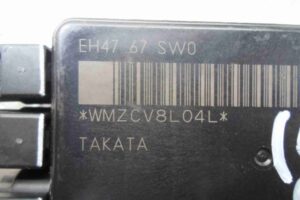 EH47 67 SW0
*WMZCV8L04L*
TAKATA